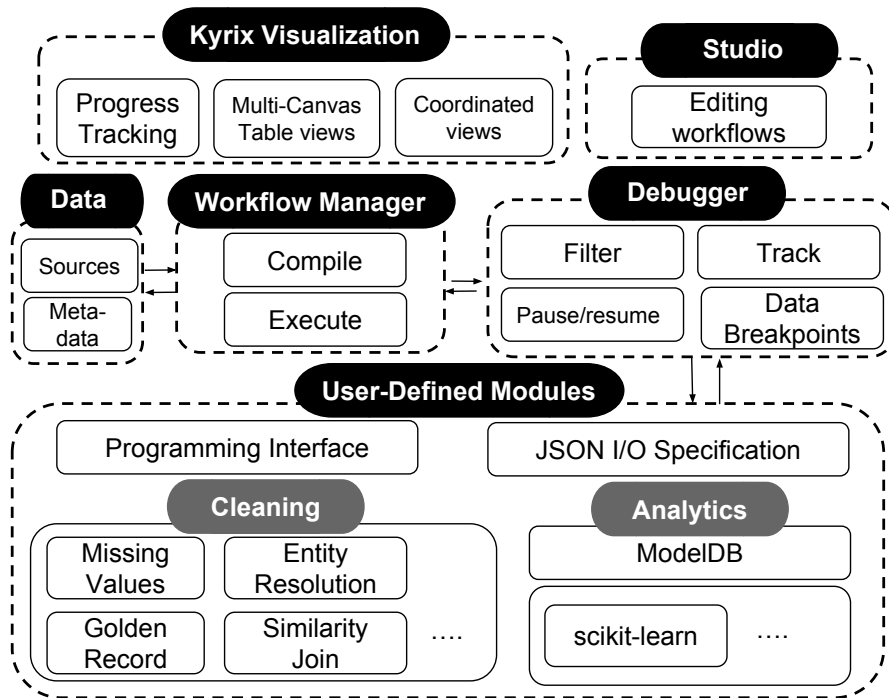 Kyrix Visualization
Studio
Progress
Tracking
Multi-Canvas
Table views
Coordinated
views
Editing
workflows
Data
Workflow Manager
Debugger
Sources
Meta-
data
Compile
Execute
Filter
Track
Pause/resume
Data
Breakpoints
User-Defined Modules
Programming Interface
JSON I/O Specification
Cleaning
Analytics
Missing
Values
Entity
Resolution
Golden
Record
Similarity
Join
....
ModelDB
scikit-learn
....